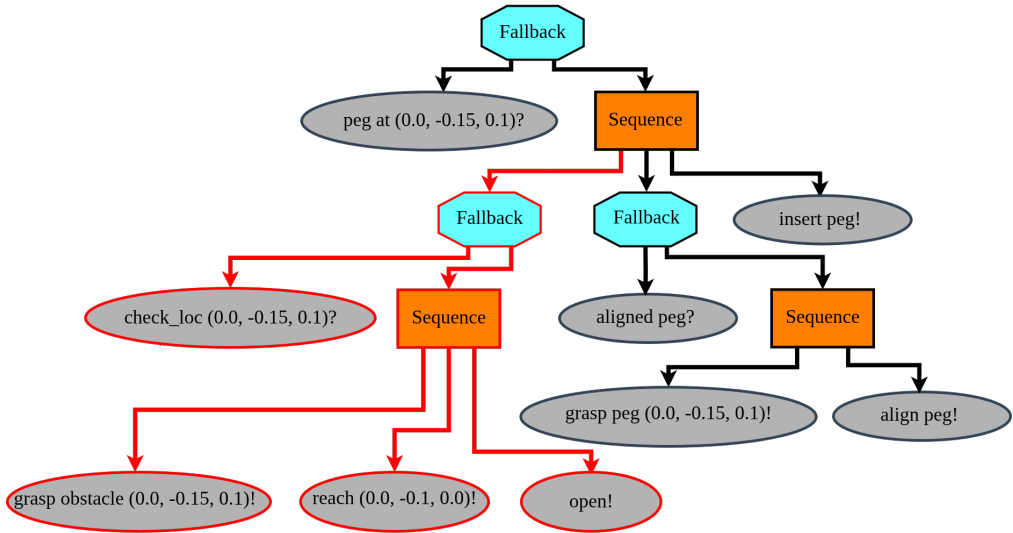 Fallback
peg at (0.0, -0.15, 0.1)?
Sequence
Fallback
Fallback
insert peg!
check_loc (0.0, -0.15, 0.1)?
Sequence
aligned peg?
Sequence
grasp peg (0.0, -0.15, 0.1)!
align peg!
grasp obstacle (0.0, -0.15, 0.1)!
reach (0.0, -0.1, 0.0)!
open!